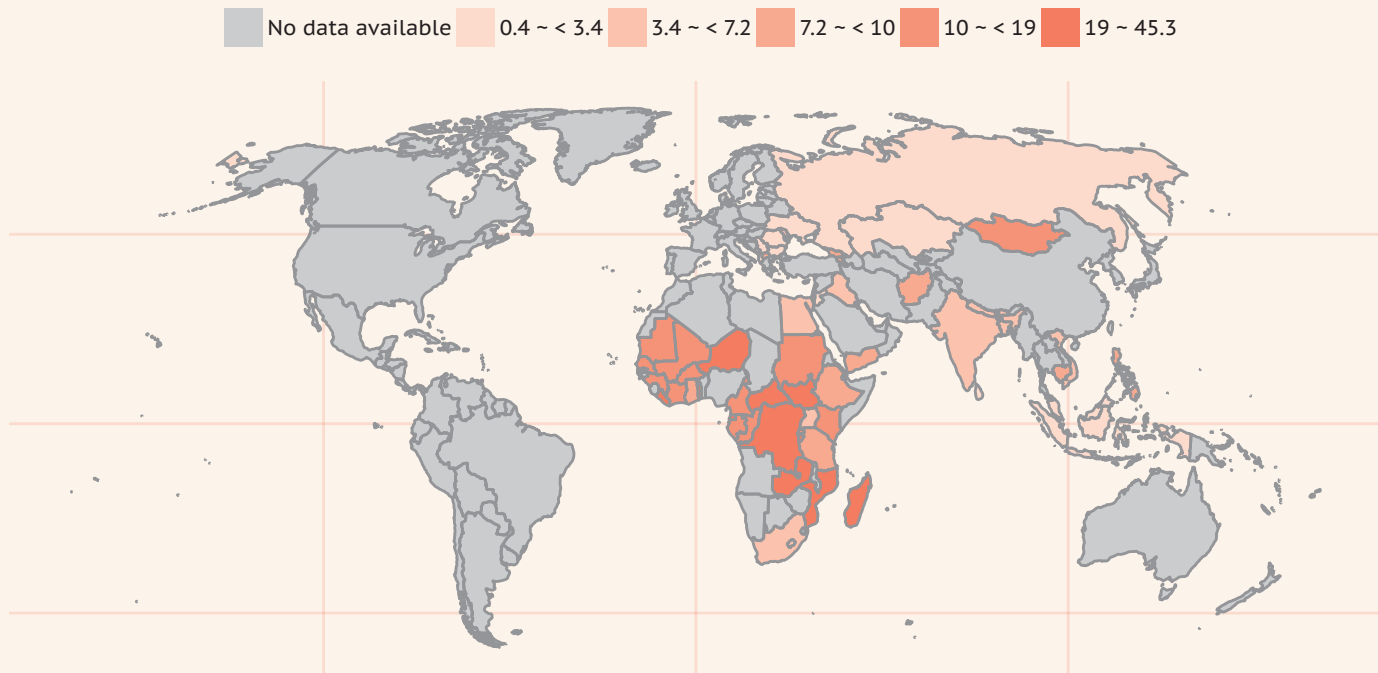 No data available 0.4 ~ < 3.4 3.4 ~ < 7.2 7.2 ~ < 10 10 ~ < 19 19 ~ 45.3